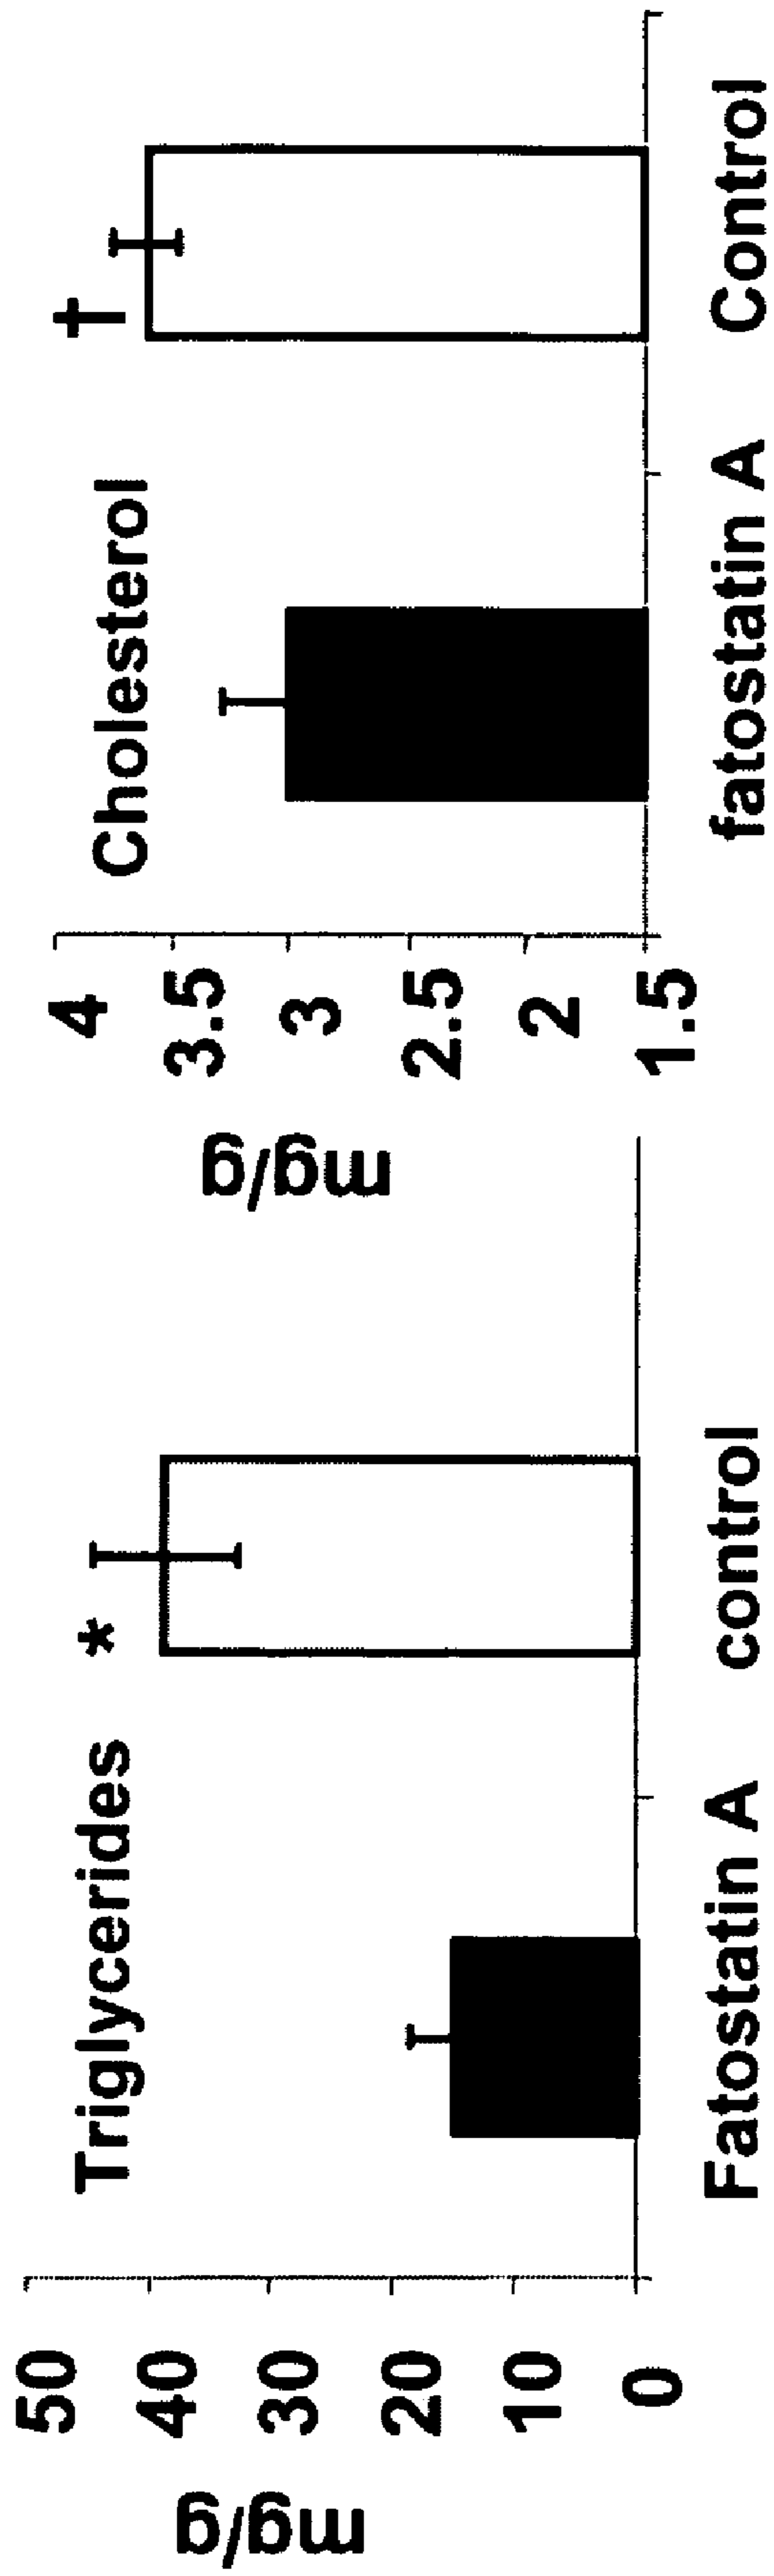 Triglycerides
mg/g
50
40
30
20
10
0
*
Fatostatin A control
Cholesterol
mg/g
4
3.5
3
2.5
2
1.5
†
fatostatin A Control